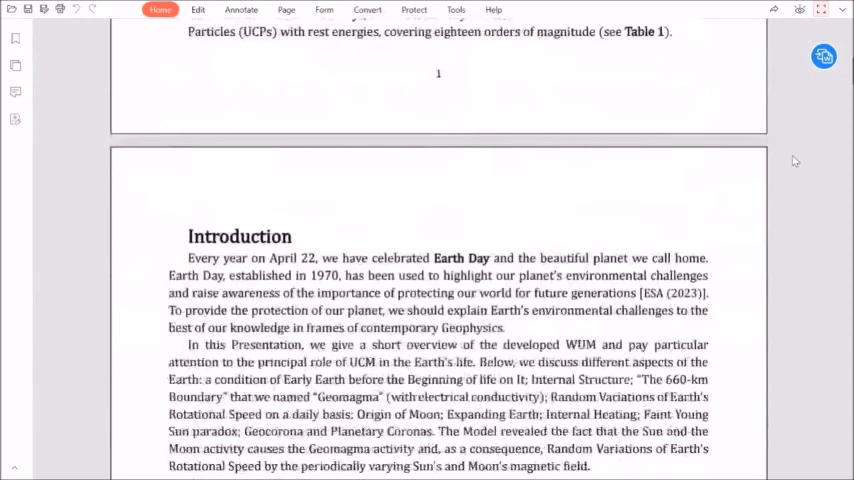 Home Edit Annotate Page Form Convert Protect Tools Help
Particles (UCPs) with rest energies, covering eighteen orders of magnitude (see Table 1).
1
Introduction
Every year on April 22, we have celebrated Earth Day and the beautiful planet we call home.
Earth Day, established in 1970, has been used to highlight our planet's environmental challenges
and raise awareness of the importance of protecting our world for future generations [ESA (2023)].
To provide the protection of our planet, we should explain Earth's environmental challenges to the
best of our knowledge in frames of contemporary Geophysics.
In this Presentation, we give a short overview of the developed WUM and pay particular
attention to the principal role of UCM in the Earth's life. Below, we discuss different aspects of the
Earth: a condition of Early Earth before the Beginning of life on It; Internal Structure; "The 660-km
Boundary" that we named "Geomagma" (with electrical conductivity); Random Variations of Earth's
Rotational Speed on a daily basis; Origin of Moon; Expanding Earth; Internal Heating; Faint Young
Sun paradox; Geocorona and Planetary Coronas. The Model revealed the fact that the Sun and the
Moon activity causes the Geomagma activity and, as a consequence, Random Variations of Earth's
Rotational Speed by the periodically varying Sun's and Moon's magnetic field.